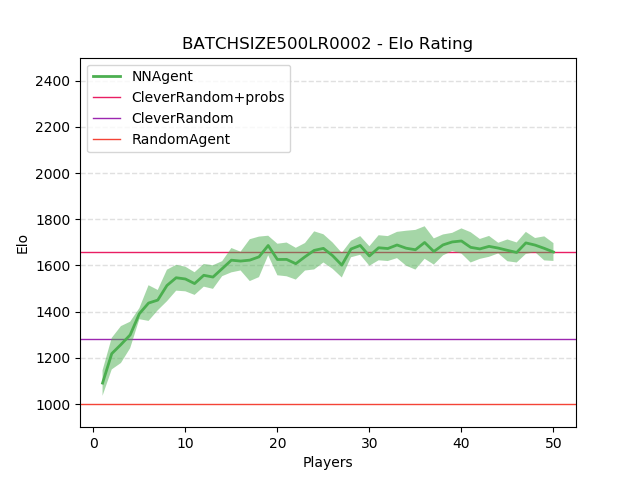 BATCHSIZE500LR0002 - Elo Rating
NNAgent
CleverRandom+probs
CleverRandom
RandomAgent
2400
2200
2000
1800
1600
1400
1200
1000
Elo
0 10 20 30 40 50
Players